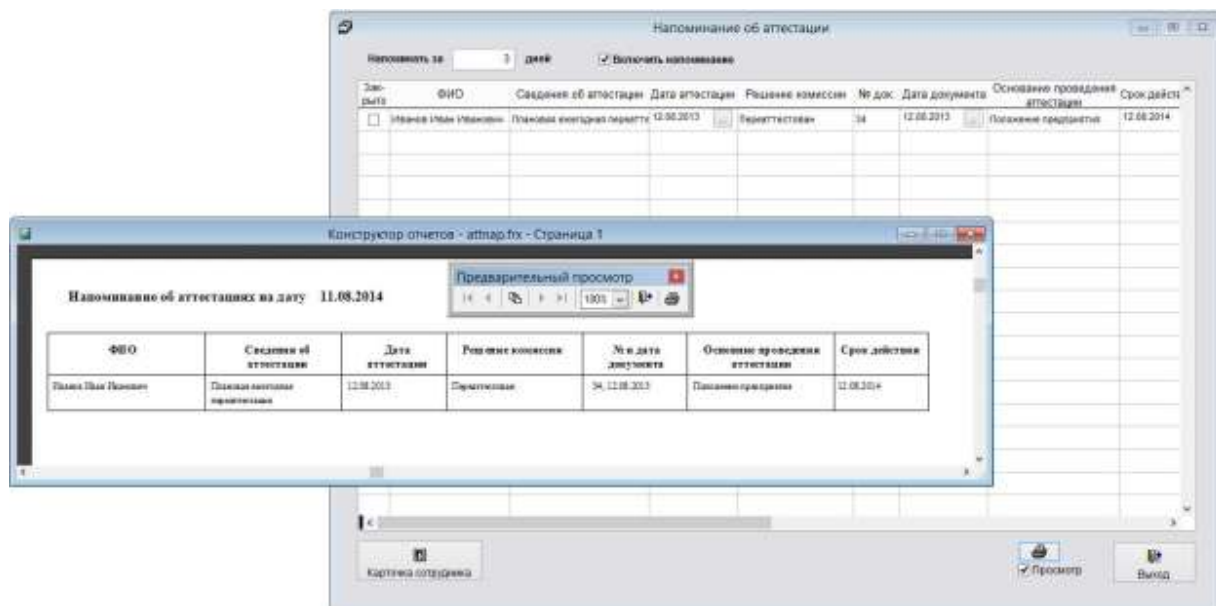 Напоминание об аттестации
Напоминать за 3 дней Включить напоминание
Зак-рыто ФИО Сведения об аттестации Дата аттестации Решение комиссии № док. Дата документа Основание проведения аттестации Срок действ
Иванов Иван Иванович Плановая ежегодная переатте 12.08.2013 ... Переаттестован 34 12.08.2013 ... Положение предприятия 12.08.2014
Конструктор отчетов - attnap.frx - Страница 1
Предварительный просмотр
100%
Напоминание об аттестациях на дату 11.08.2014
ФИО Сведения об аттестации Дата аттестации Решение комиссии № и дата документа Основание проведения аттестации Срок действия
Иванов Иван Иванович Плановая ежегодная переаттестация 12.08.2013 Переаттестован 34, 12.08.2013 Положение предприятия 12.08.2014
Карточка сотрудника
Просмотр
Выход